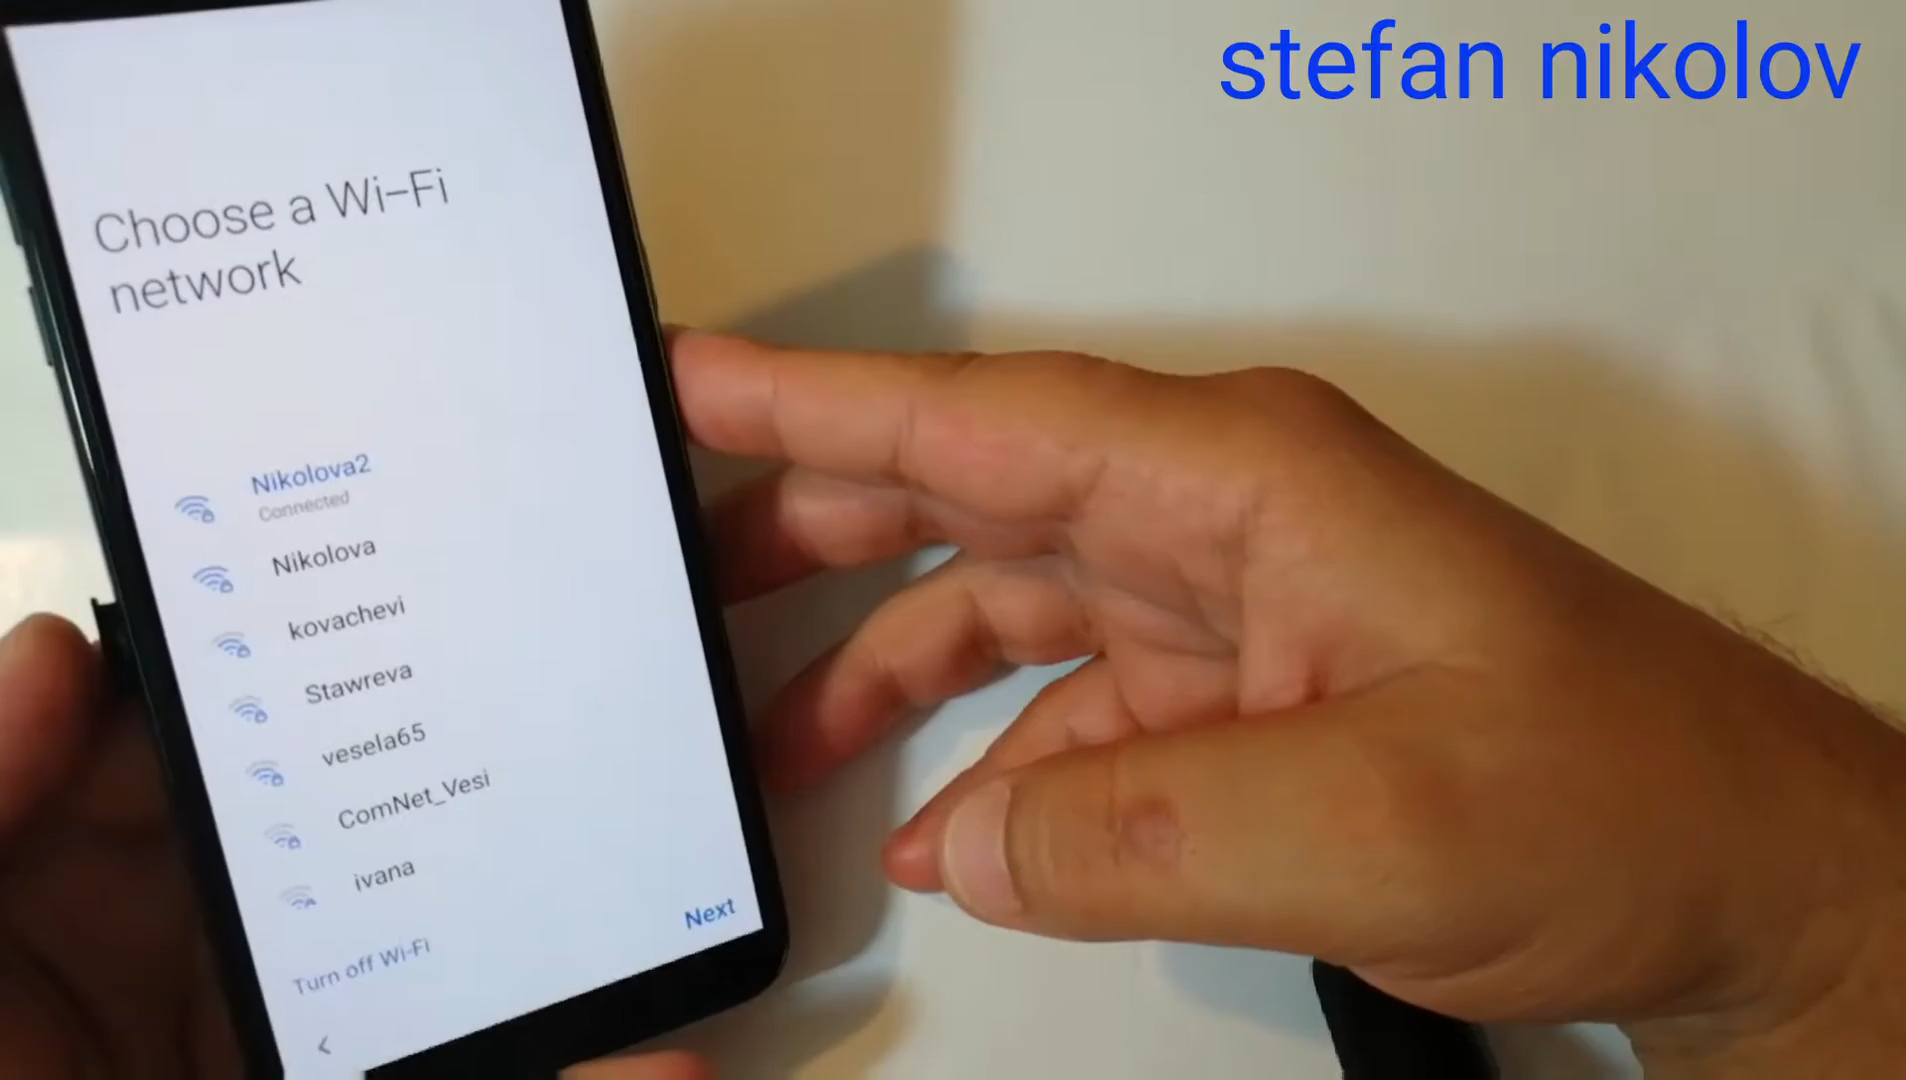 stefan nikolov
Choose a Wi-Fi
network
Nikolova2
Connected
Nikolova
kovachevi
Stawreva
vesela65
ComNet_Vesi
ivana
Next
Turn off Wi-Fi